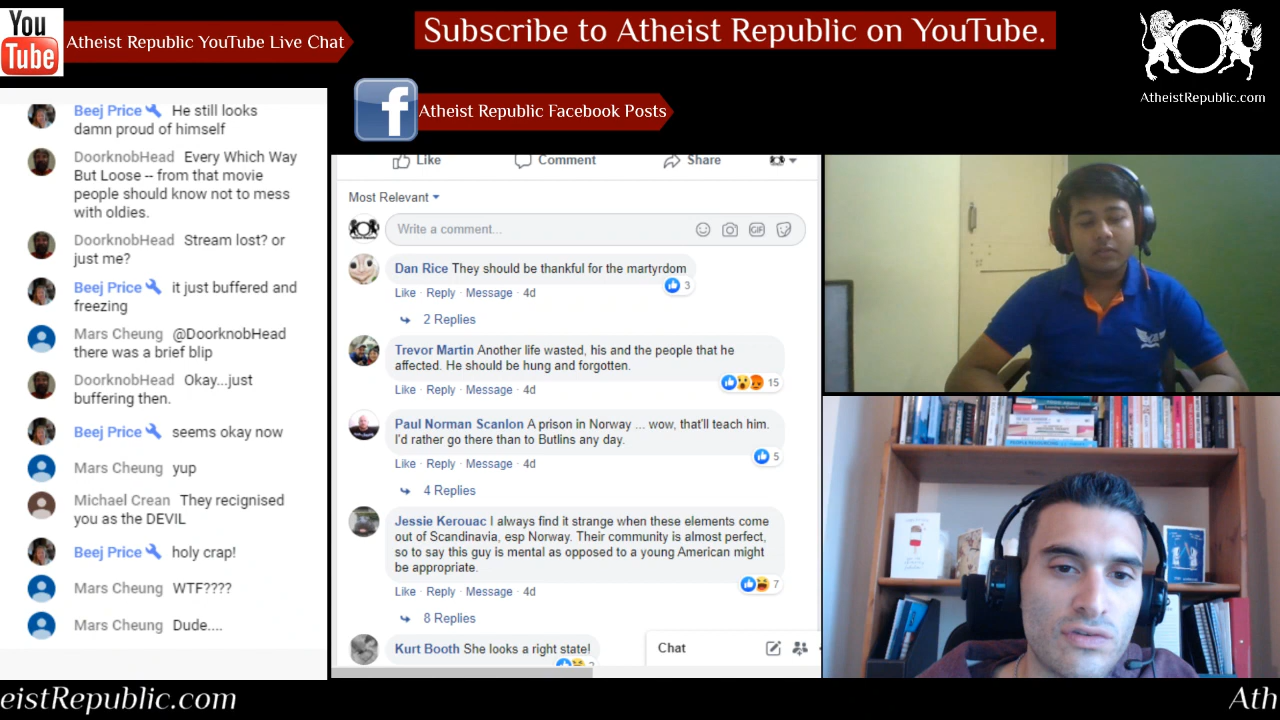 You
Tube
Atheist Republic YouTube Live Chat
Subscribe to Atheist Republic on YouTube.
AtheistRepublic.com
Atheist Republic Facebook Posts
Beej Price He still looks
damn proud of himself
DoorknobHead Every Which Way
But Loose -- from that movie
people should know not to mess
with oldies.
DoorknobHead Stream lost? or
just me?
Beej Price it just buffered and
freezing
Mars Cheung @DoorknobHead
there was a brief blip
DoorknobHead Okay...just
buffering then.
Beej Price seems okay now
Mars Cheung yup
Michael Crean They recignised
you as the DEVIL
Beej Price holy crap!
Mars Cheung WTF????
Mars Cheung Dude....
Like Comment Share
Most Relevant
Write a comment...
GIF
Dan Rice They should be thankful for the martyrdom
3
Like · Reply · Message · 4d
2 Replies
Trevor Martin Another life wasted, his and the people that he
affected. He should be hung and forgotten.
15
Like · Reply · Message · 4d
Paul Norman Scanlon A prison in Norway ... wow, that'll teach him.
I'd rather go there than to Butlins any day.
5
Like · Reply · Message · 4d
4 Replies
Jessie Kerouac I always find it strange when these elements come
out of Scandinavia, esp Norway. Their community is almost perfect,
so to say this guy is mental as opposed to a young American might
be appropriate.
7
Like · Reply · Message · 4d
8 Replies
Kurt Booth She looks a right state!
Chat
eistRepublic.com
Ath